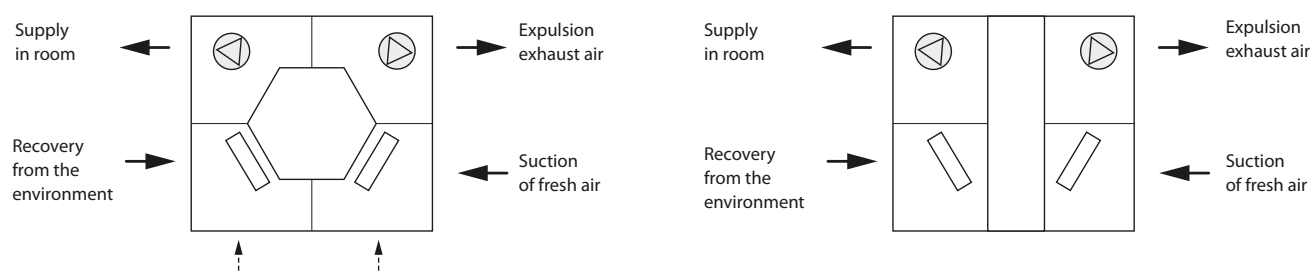 Supply
in room
Expulsion
exhaust air
Recovery
from the
environment
Suction
of fresh air
Supply
in room
Expulsion
exhaust air
Recovery
from the
environment
Suction
of fresh air